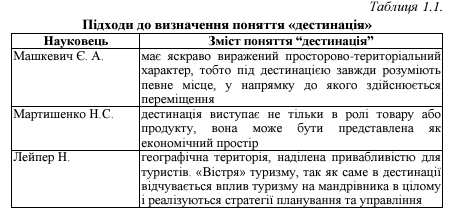 Таблиця 1.1.
Підходи до визначення поняття «дестинація»
Науковець Зміст поняття “дестинація”
Машкевич Є. А. має яскраво виражений просторово-територіальний
характер, тобто під дестинацією завжди розуміють
певне місце, у напрямку до якого здійснюється
переміщення
Мартишенко Н.С. дестинація виступає не тільки в ролі товару або
продукту, вона може бути представлена як
економічний простір
Лейпер Н. географічна територія, наділена привабливістю для
туристів. «Вістря» туризму, так як саме в дестинації
відчувається вплив туризму на мандрівника в цілому
і реалізуються стратегії планування та управління